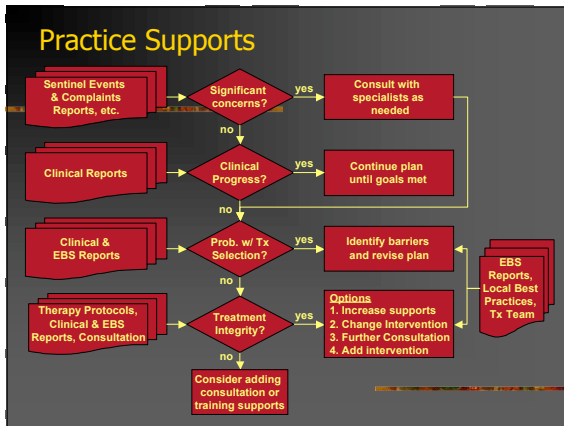 Practice Supports
Sentinel Events
& Complaints
Reports, etc.
Significant
concerns?
yes
Consult with
specialists as
needed
no
Clinical Reports
Clinical
Progress?
yes
Continue plan
until goals met
no
Clinical &
EBS Reports
Prob. w/ Tx
Selection?
yes
Identify barriers
and revise plan
EBS
Reports,
Local Best
Practices,
Tx Team
no
Therapy Protocols,
Clinical & EBS
Reports, Consultation
Treatment
Integrity?
yes
Options
1. Increase supports
2. Change Intervention
3. Further Consultation
4. Add intervention
no
Consider adding
consultation or
training supports